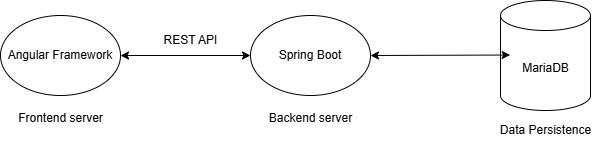 REST API
Angular Framework
Spring Boot
MariaDB
Frontend server
Backend server
Data Persistence